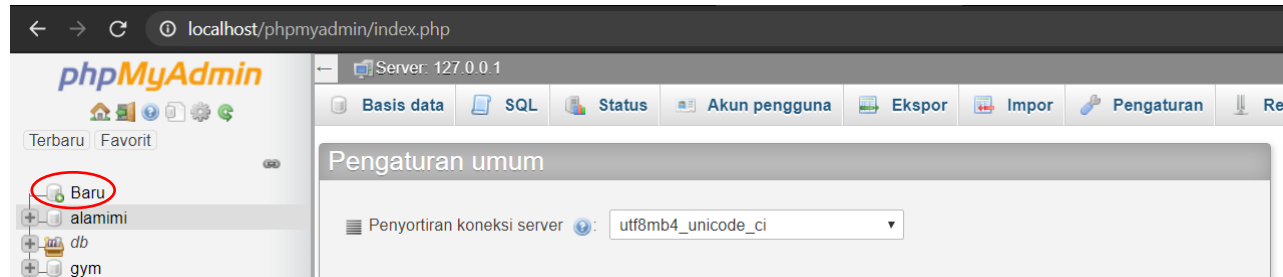 localhost/phpmyadmin/index.php
phpMyAdmin
Terbaru Favorit
Baru
alamimi
db
gym
Server: 127.0.0.1
Basis data SQL Status Akun pengguna Ekspor Impor Pengaturan Re
Pengaturan umum
Penyortiran koneksi server : utf8mb4_unicode_ci